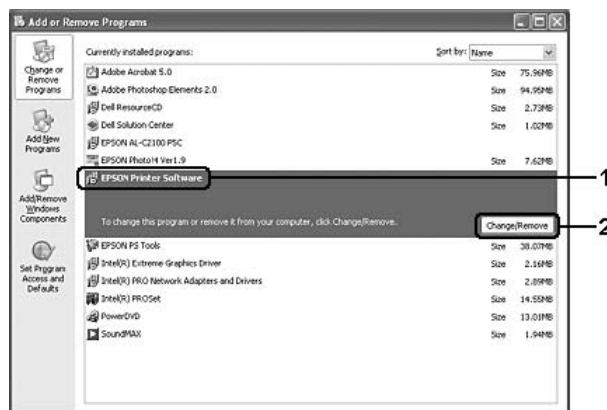 Add or Remove Programs
Change or
Remove
Programs
Add New
Programs
Add/Remove
Windows
Components
Set Program
Access and
Defaults
Currently installed programs:
Sort by: Name
Adobe Acrobat 5.0 Size 75.96MB
Adobe Photoshop Elements 2.0 Size 94.95MB
Dell ResourceCD Size 2.73MB
Dell Solution Center Size 1.02MB
EPSON AL-C2100 PSC
EPSON Photo!4 Ver1.9 Size 7.62MB
EPSON Printer Software 1
To change this program or remove it from your computer, click Change/Remove.
Change/Remove 2
EPSON PS Tools Size 38.07MB
Intel(R) Extreme Graphics Driver Size 2.16MB
Intel(R) PRO Network Adapters and Drivers Size 2.89MB
Intel(R) PROSet Size 14.55MB
PowerDVD Size 13.01MB
SoundMAX Size 1.94MB